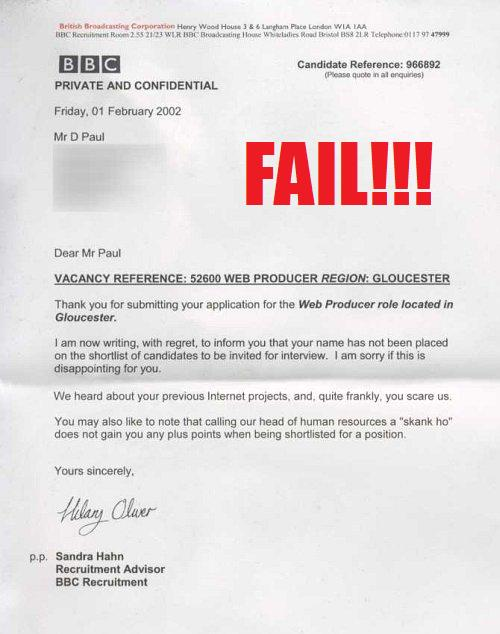 British Broadcasting Corporation Henry Wood House 3 & 6 Langham Place London W1A 1AA
BBC Recruitment Room 2.55 21/23 WLR BBC Broadcasting House Whiteladies Road Bristol BS8 2LR Telephone 0117 97 47999
BBC
Candidate Reference: 966892
(Please quote in all enquiries)
PRIVATE AND CONFIDENTIAL
Friday, 01 February 2002
Mr D Paul
FAIL!!!
Dear Mr Paul
VACANCY REFERENCE: 52600 WEB PRODUCER REGION: GLOUCESTER
Thank you for submitting your application for the Web Producer role located in
Gloucester.
I am now writing, with regret, to inform you that your name has not been placed
on the shortlist of candidates to be invited for interview. I am sorry if this is
disappointing for you.
We heard about your previous Internet projects, and, quite frankly, you scare us.
You may also like to note that calling our head of human resources a "skank ho"
does not gain you any plus points when being shortlisted for a position.
Yours sincerely,
Hilary Oliver
p.p. Sandra Hahn
Recruitment Advisor
BBC Recruitment